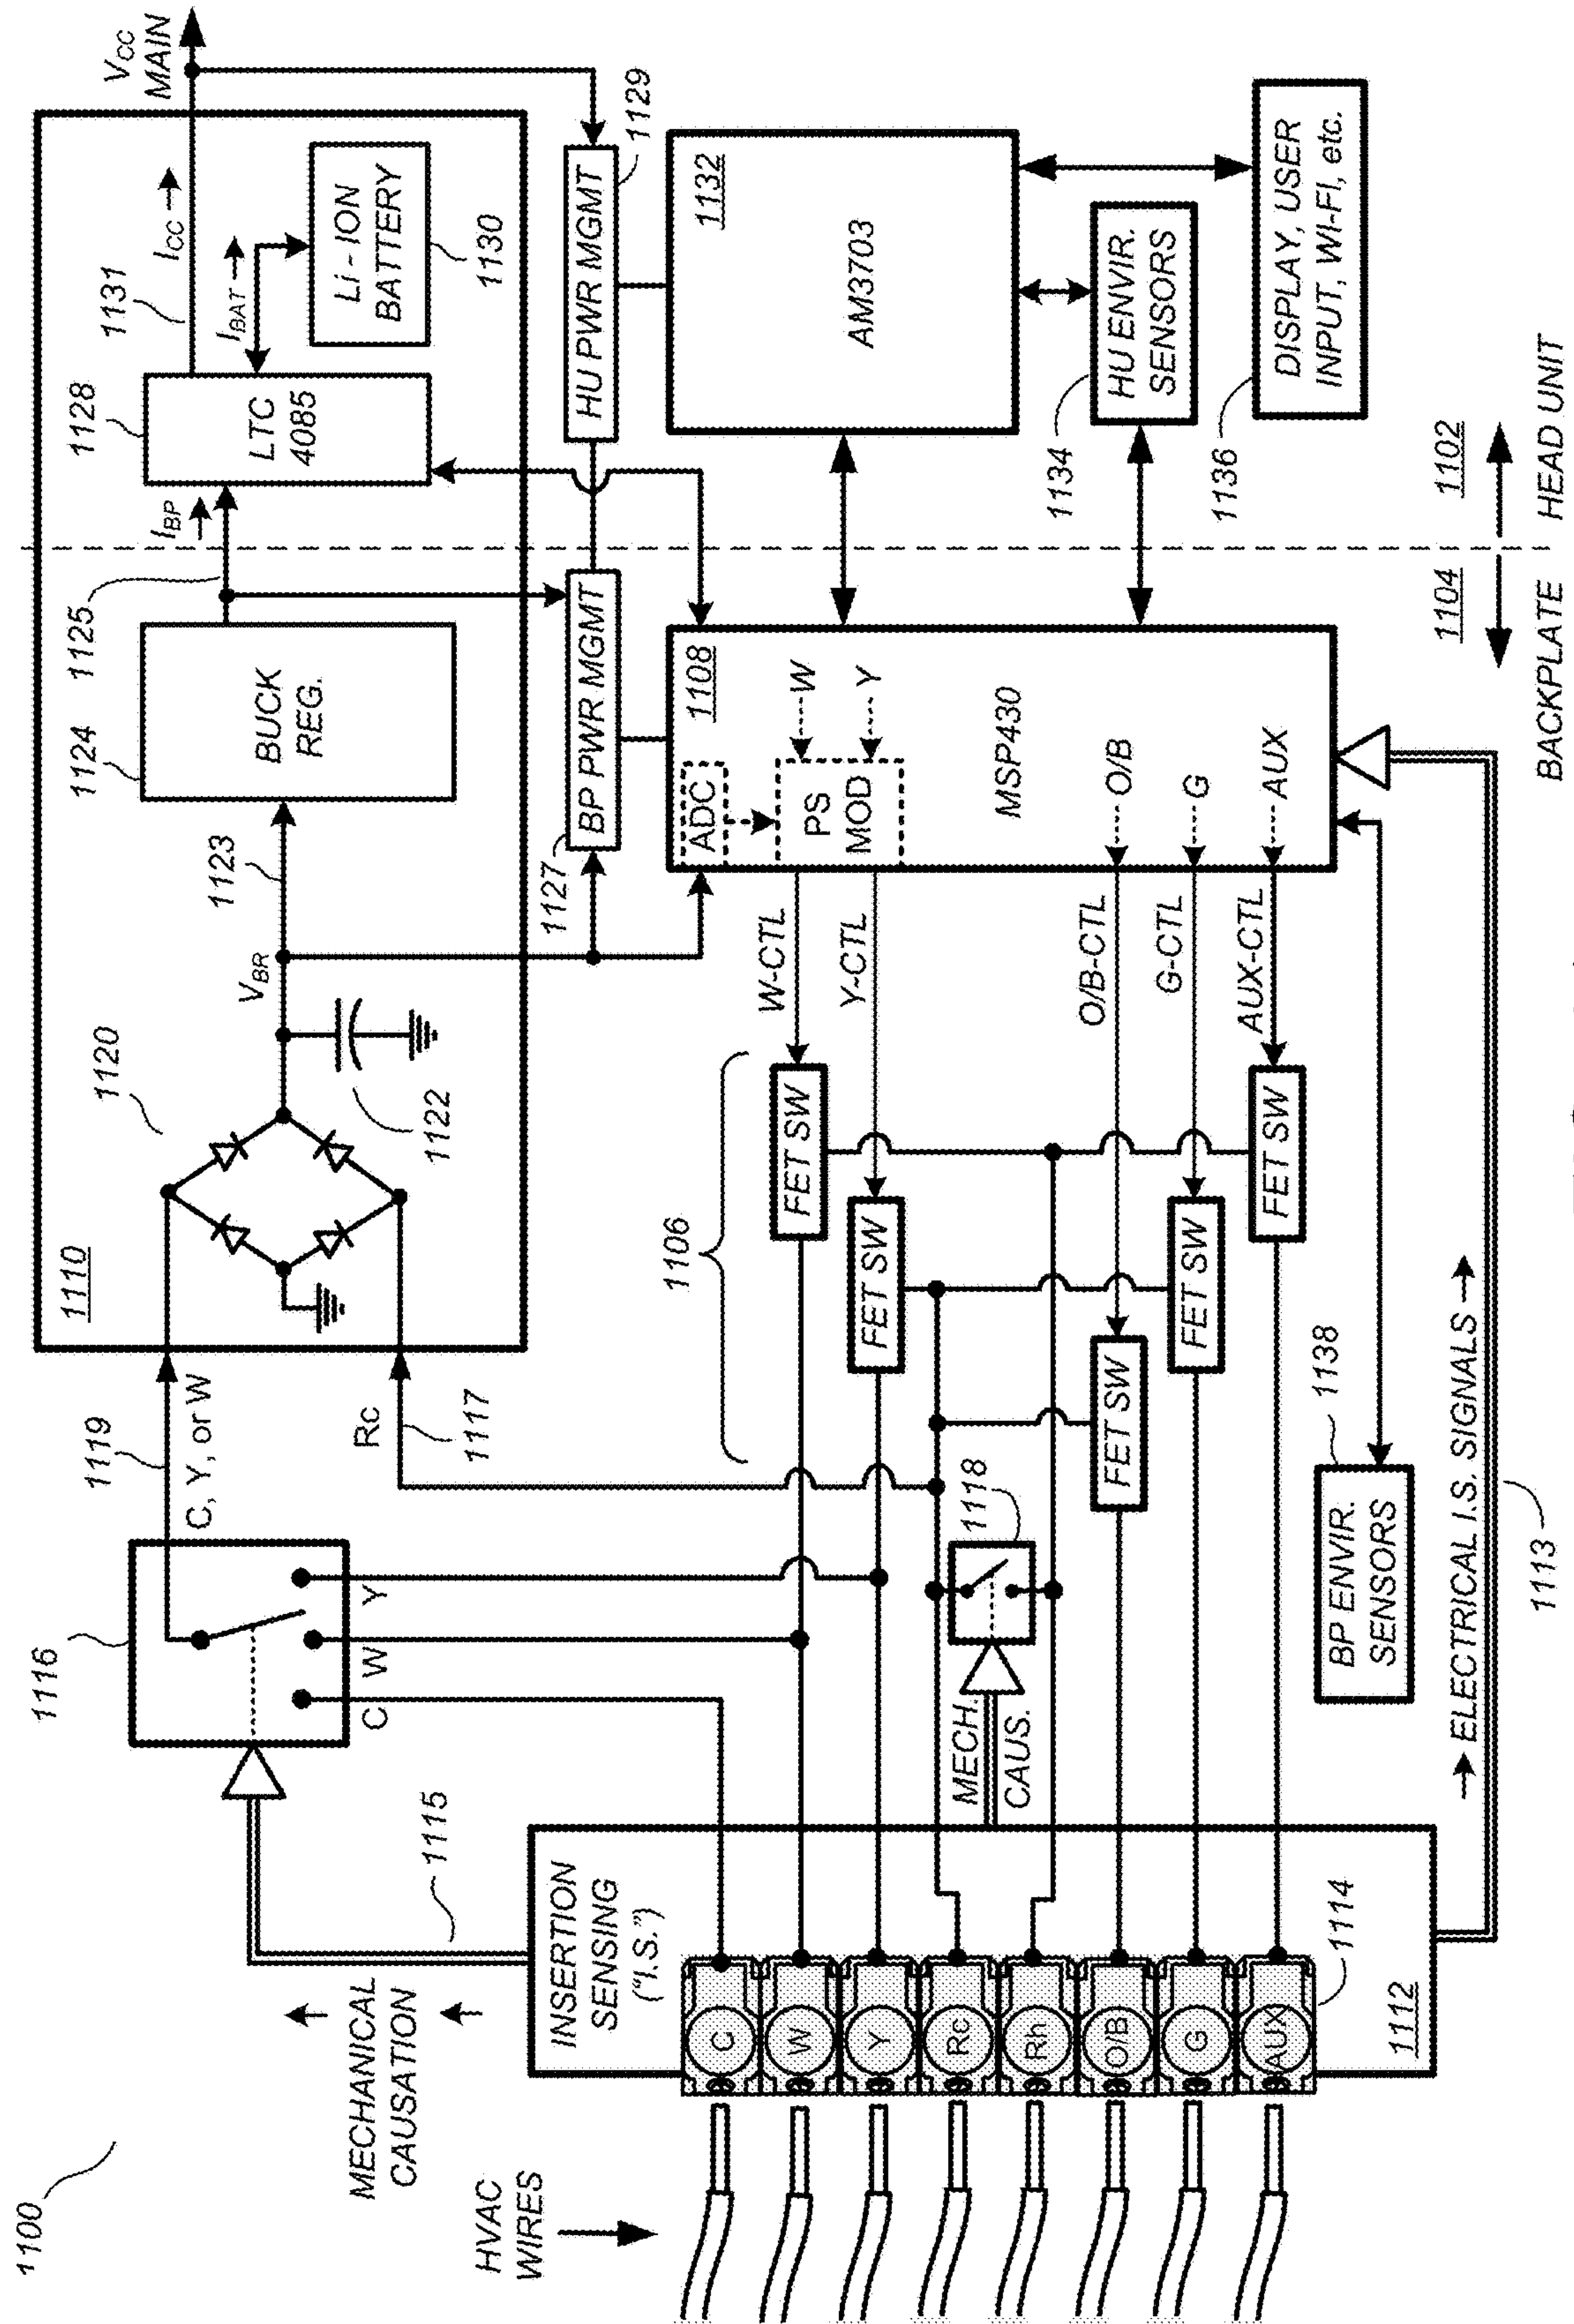 1100
HVAC
WIRES
MECHANICAL
CAUSATION
1115
INSERTION
SENSING
("I.S.")
C
W
Y
Rc
Rh
O/B
G
AUX
1114
1112
1116
C
W
Y
1119
C, Y, or W
Rc
1117
1110
1120
1122
VBR
1123
1124
BUCK
REG.
1125
IBP
1128
LTC
4085
1131
IBAT
ICC
Li - ION
BATTERY
1130
VCC
MAIN
1127
BP PWR MGMT
HU PWR MGMT
1129
MECH.
CAUS.
1118
1106
FET SW
FET SW
FET SW
FET SW
FET SW
W-CTL
Y-CTL
O/B-CTL
G-CTL
AUX-CTL
ADC
PS
MOD
1108
W
Y
MSP430
O/B
G
AUX
1132
AM3703
1134
HU ENVIR.
SENSORS
1136
DISPLAY, USER
INPUT, WI-FI, etc.
1138
BP ENVIR.
SENSORS
ELECTRICAL I.S. SIGNALS
1113
1104
BACKPLATE
1102
HEAD UNIT